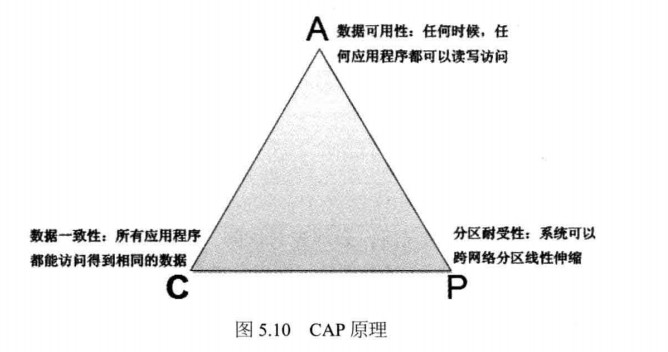 A 数据可用性：任何时候，任
何应用程序都可以读写访问
数据一致性：所有应用程序
都能访问得到相同的数据
C
分区耐受性：系统可以
跨网络分区线性伸缩
P
图 5.10 CAP 原理